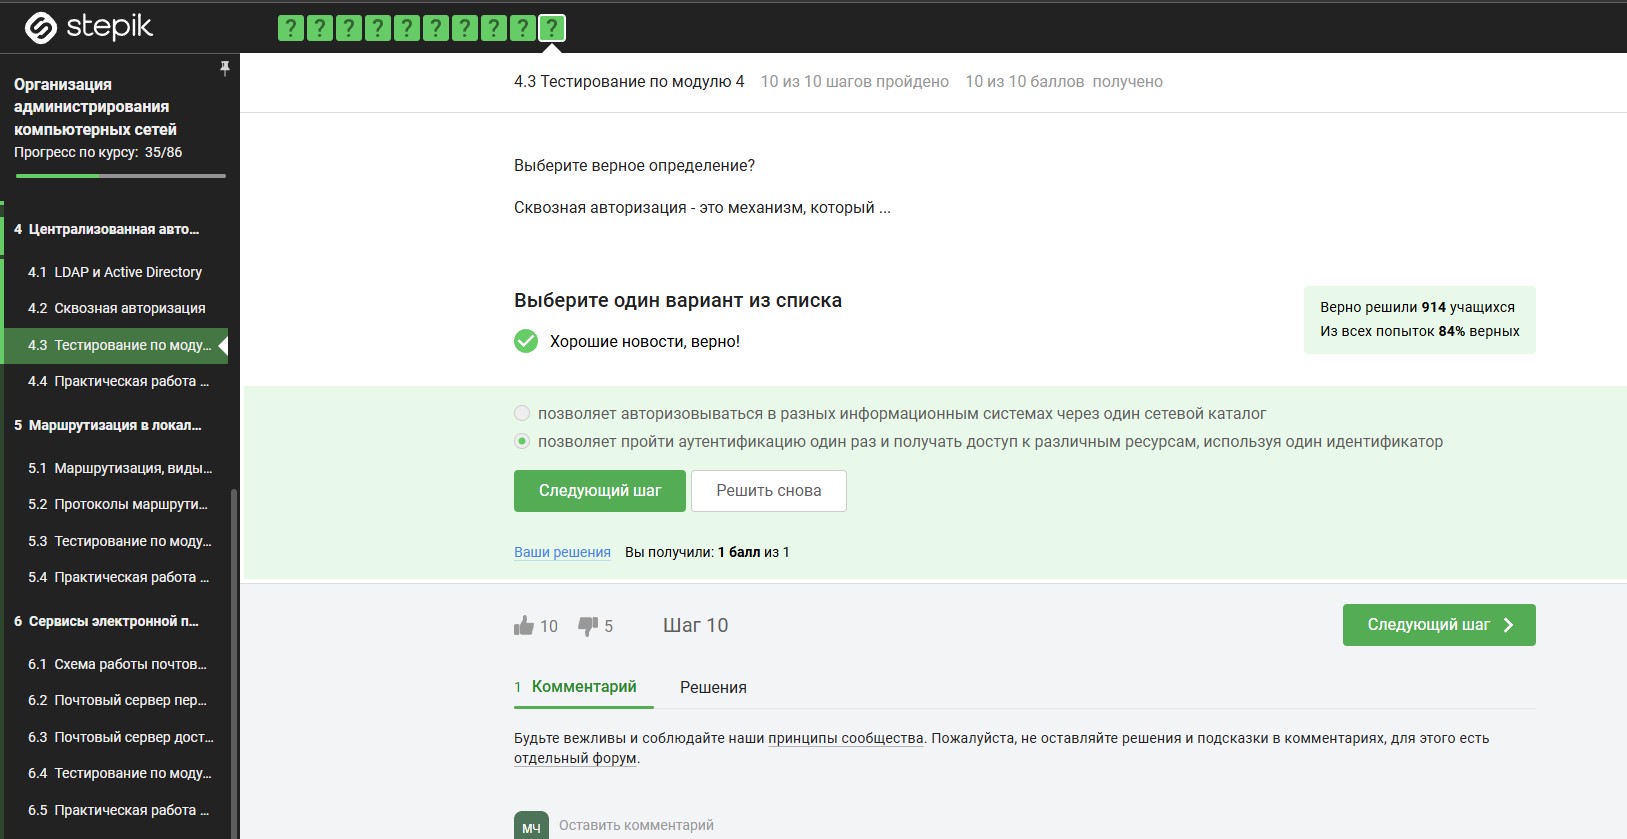 stepik
? ? ? ? ? ? ? ? ? ?
Организация
администрирования
компьютерных сетей
Прогресс по курсу: 35/86
4 Централизованная авто...
4.1 LDAP и Active Directory
4.2 Сквозная авторизация
4.3 Тестирование по моду...
4.4 Практическая работа ...
5 Маршрутизация в локал...
5.1 Маршрутизация, виды...
5.2 Протоколы маршрути...
5.3 Тестирование по моду...
5.4 Практическая работа ...
6 Сервисы электронной п...
6.1 Схема работы почтов...
6.2 Почтовый сервер пер...
6.3 Почтовый сервер дост...
6.4 Тестирование по моду...
6.5 Практическая работа ...
4.3 Тестирование по модулю 4 10 из 10 шагов пройдено 10 из 10 баллов получено
Выберите верное определение?
Сквозная авторизация - это механизм, который ...
Выберите один вариант из списка
Хорошие новости, верно!
Верно решили 914 учащихся
Из всех попыток 84% верных
позволяет авторизовываться в разных информационным системах через один сетевой каталог
позволяет пройти аутентификацию один раз и получать доступ к различным ресурсам, используя один идентификатор
Следующий шаг Решить снова
Ваши решения Вы получили: 1 балл из 1
10 5 Шаг 10 Следующий шаг
1 Комментарий Решения
Будьте вежливы и соблюдайте наши принципы сообщества. Пожалуйста, не оставляйте решения и подсказки в комментариях, для этого есть
отдельный форум.
МЧ Оставить комментарий